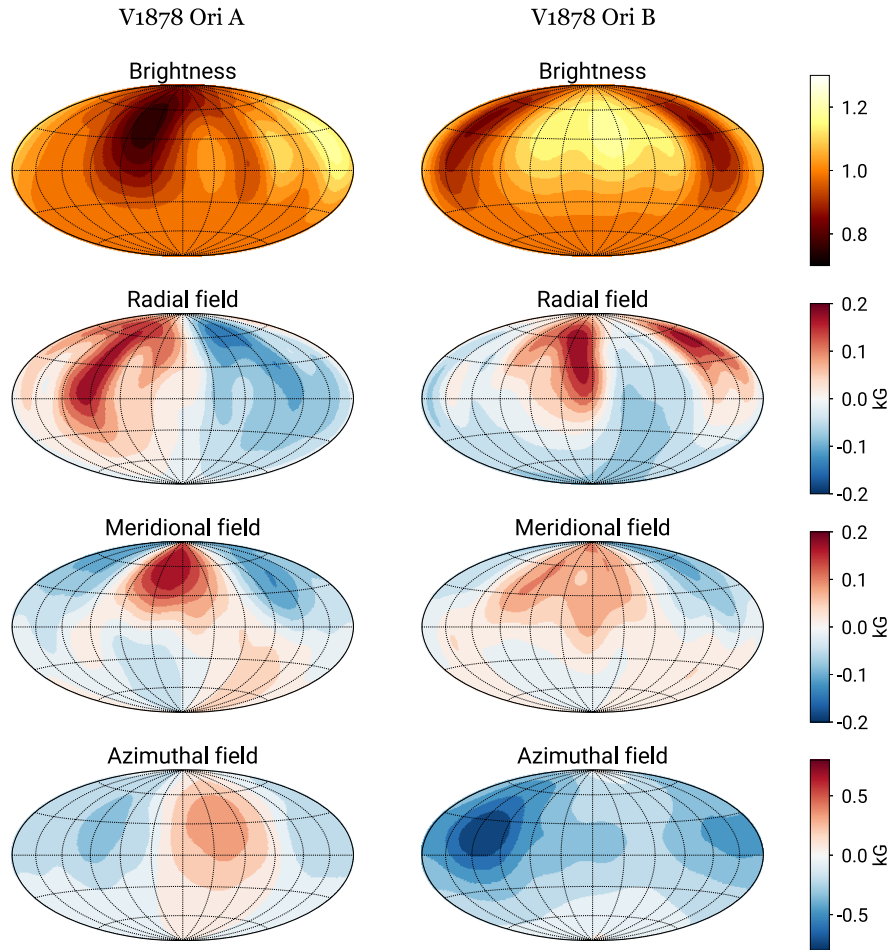 V1878 Ori A V1878 Ori B
Brightness Brightness
1.2
1.0
0.8
Radial field Radial field
0.2
0.1
0.0
-0.1
-0.2
kG
Meridional field Meridional field
0.2
0.1
0.0
-0.1
-0.2
kG
Azimuthal field Azimuthal field
0.5
0.0
-0.5
kG